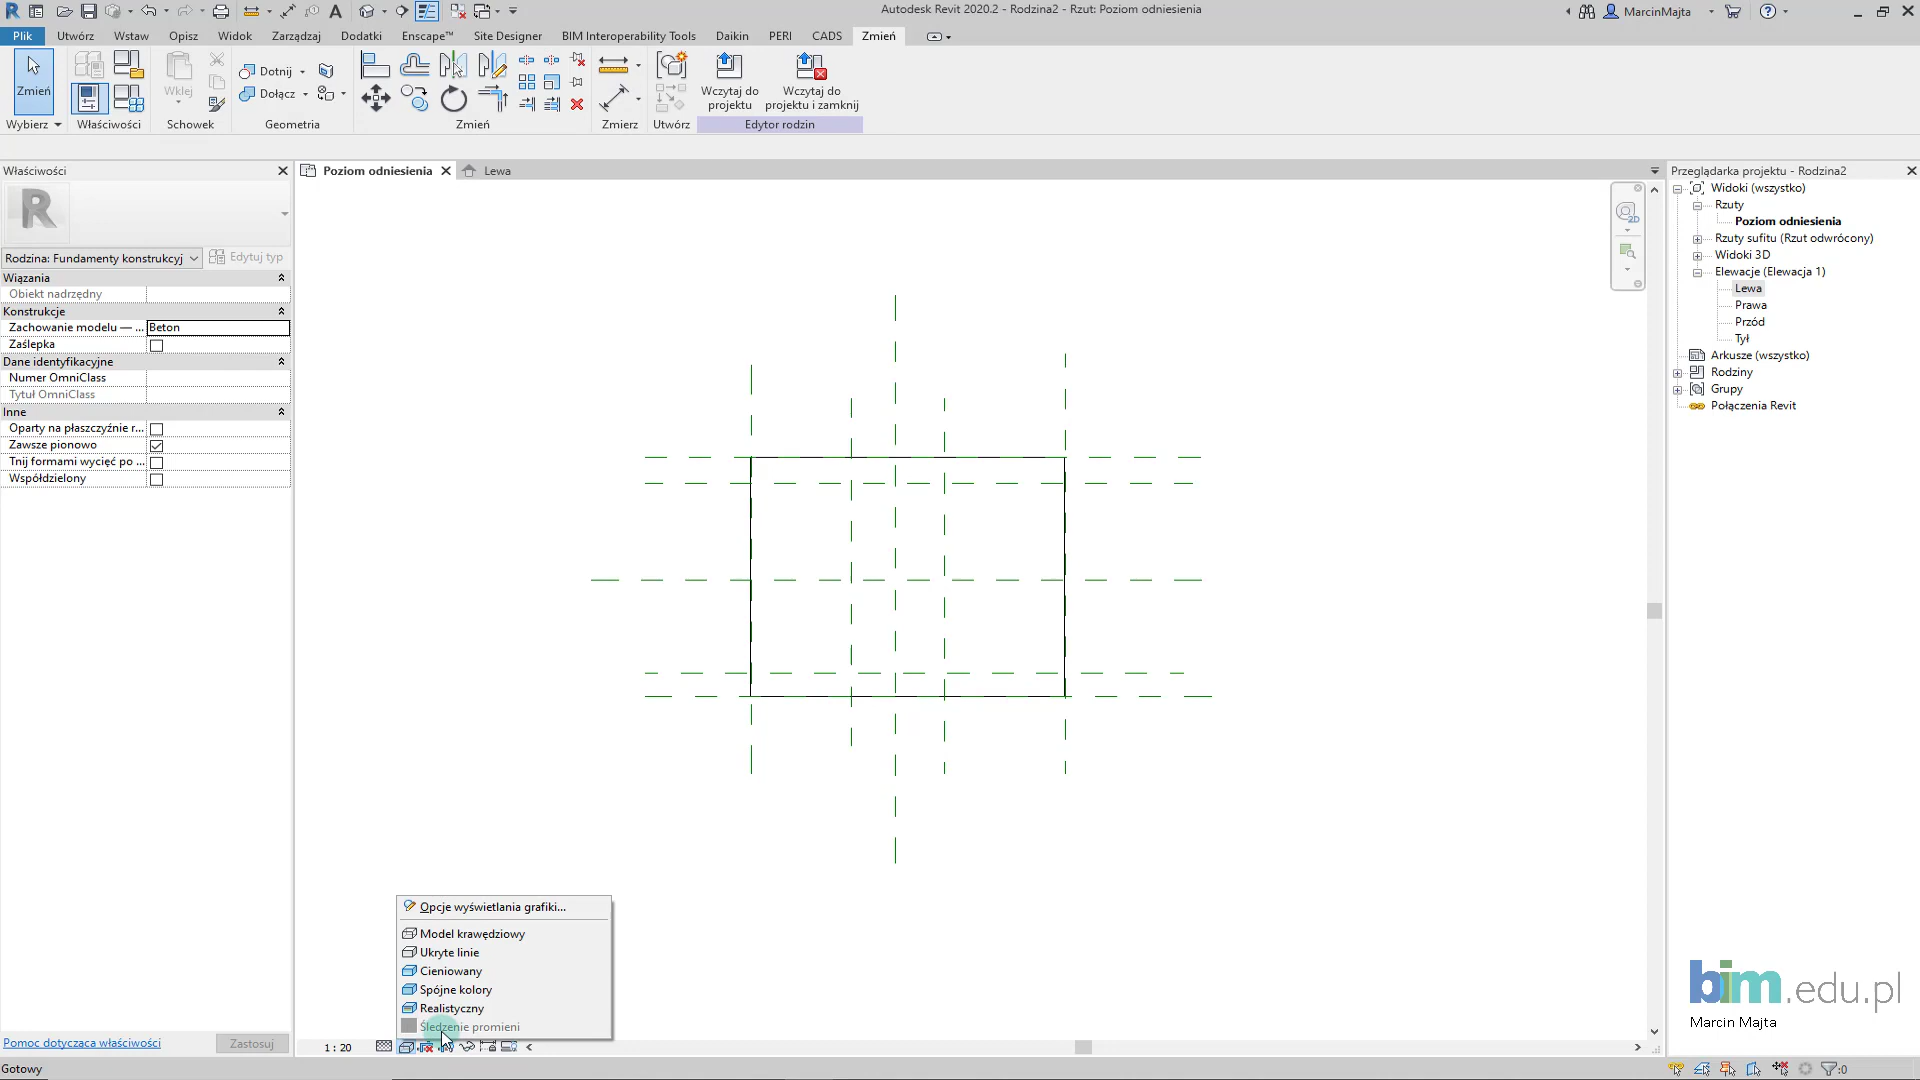 Autodesk Revit 2020.2 - Rodzina2 - Rzut: Poziom odniesienia
MarcinMajta
Plik Utwórz Wstaw Opisz Widok Zarządzaj Dodatki Enscape™ Site Designer BIM Interoperability Tools Daikin PERI CADS Zmień
Zmień
Wklej
Dotnij
Dołącz
Wczytaj do projektu
Wczytaj do projektu i zamknij
Wybierz Właściwości Schowek Geometria Zmień Zmierz Utwórz Edytor rodzin
Właściwości
Poziom odniesienia
Lewa
Przeglądarka projektu - Rodzina2
Rodzina: Fundamenty konstrukcyj
Edytuj typ
Wiązania
Obiekt nadrzędny
Konstrukcje
Zachowanie modelu — ... Beton
Zaślepka
Dane identyfikacyjne
Numer OmniClass
Tytuł OmniClass
Inne
Oparty na płaszczyźnie r...
Zawsze pionowo
Tnij formami wycięć po ...
Współdzielony
Pomoc dotycząca właściwości
Zastosuj
Gotowy
2D
Widoki (wszystko)
Rzuty
Poziom odniesienia
Rzuty sufitu (Rzut odwrócony)
Widoki 3D
Elewacje (Elewacja 1)
Lewa
Prawa
Przód
Tył
Arkusze (wszystko)
Rodziny
Grupy
Połączenia Revit
Opcje wyświetlania grafiki...
Model krawędziowy
Ukryte linie
Cieniowany
Spójne kolory
Realistyczny
Śledzenie promieni
1 : 20
bim.edu.pl
Marcin Majta
:0